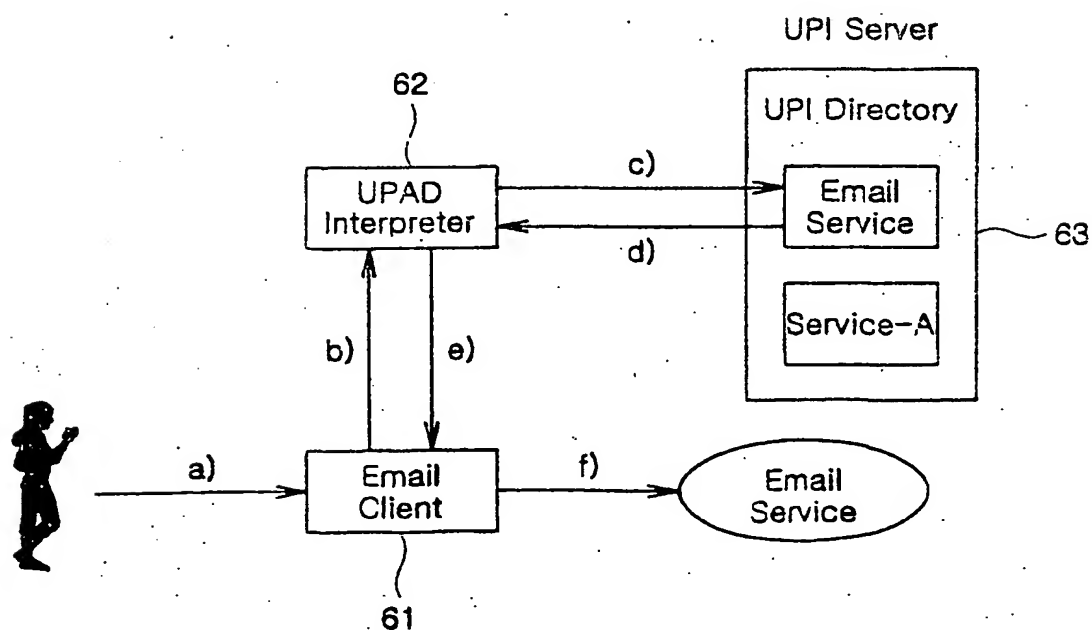 UPI Server
62
UPI Directory
c)
UPAD
Interpreter
Email
Service
d)
63
Service-A
b)
e)
a)
Email
Client
f)
Email
Service
61